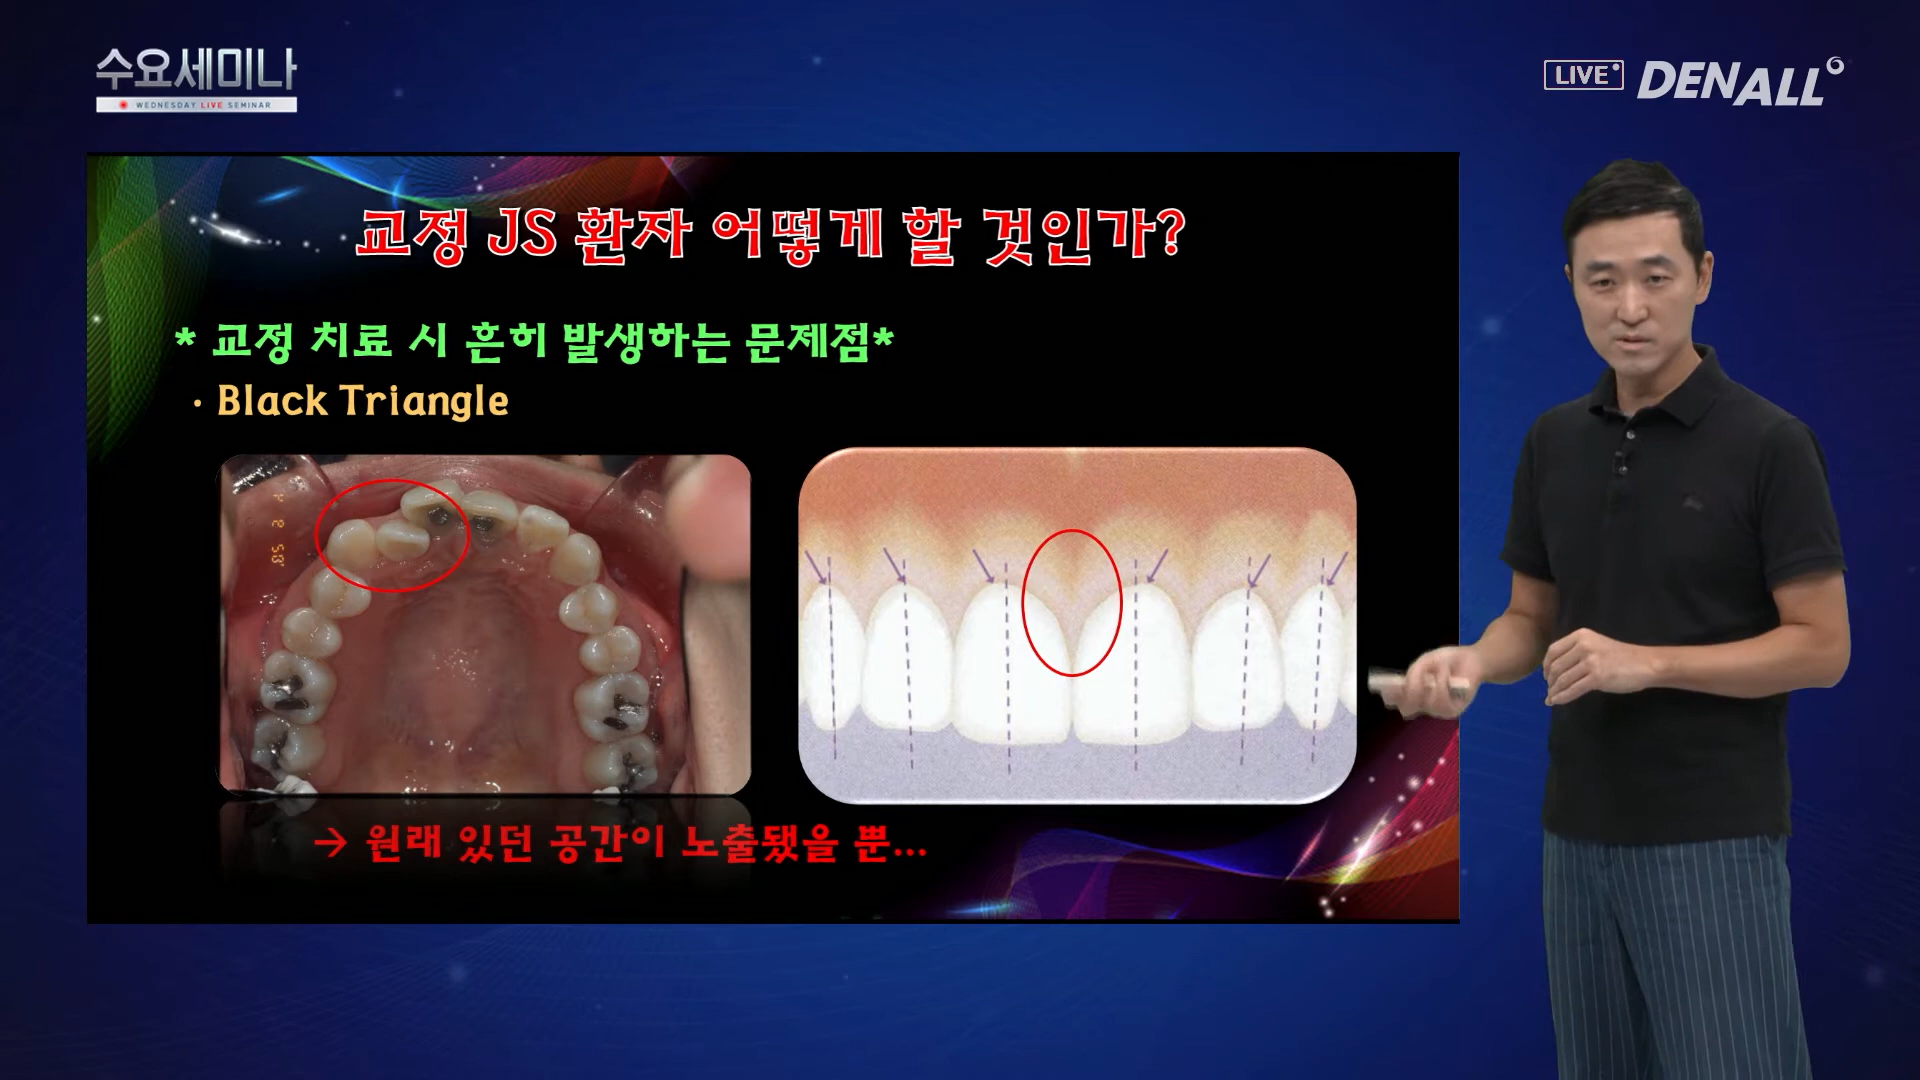 수요세미나
WEDNESDAY LIVE SEMINAR
LIVE
DENALL
교정 JS 환자 어떻게 할 것인가?
* 교정 치료 시 흔히 발생하는 문제점*
· Black Triangle
→ 원래 있던 공간이 노출됐을 뿐...